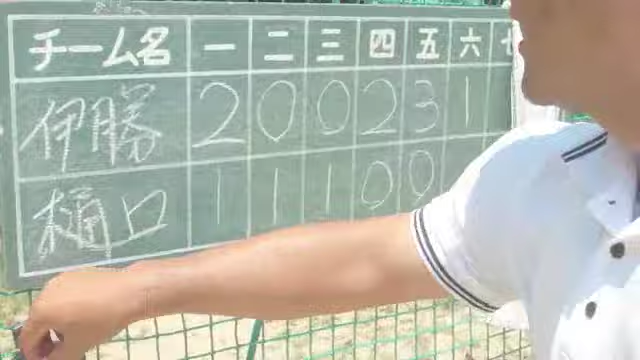 チーム名 一 二 三 四 五 六
伊勝 2 0 0 2 3 1
樋口 1 1 1 0 0